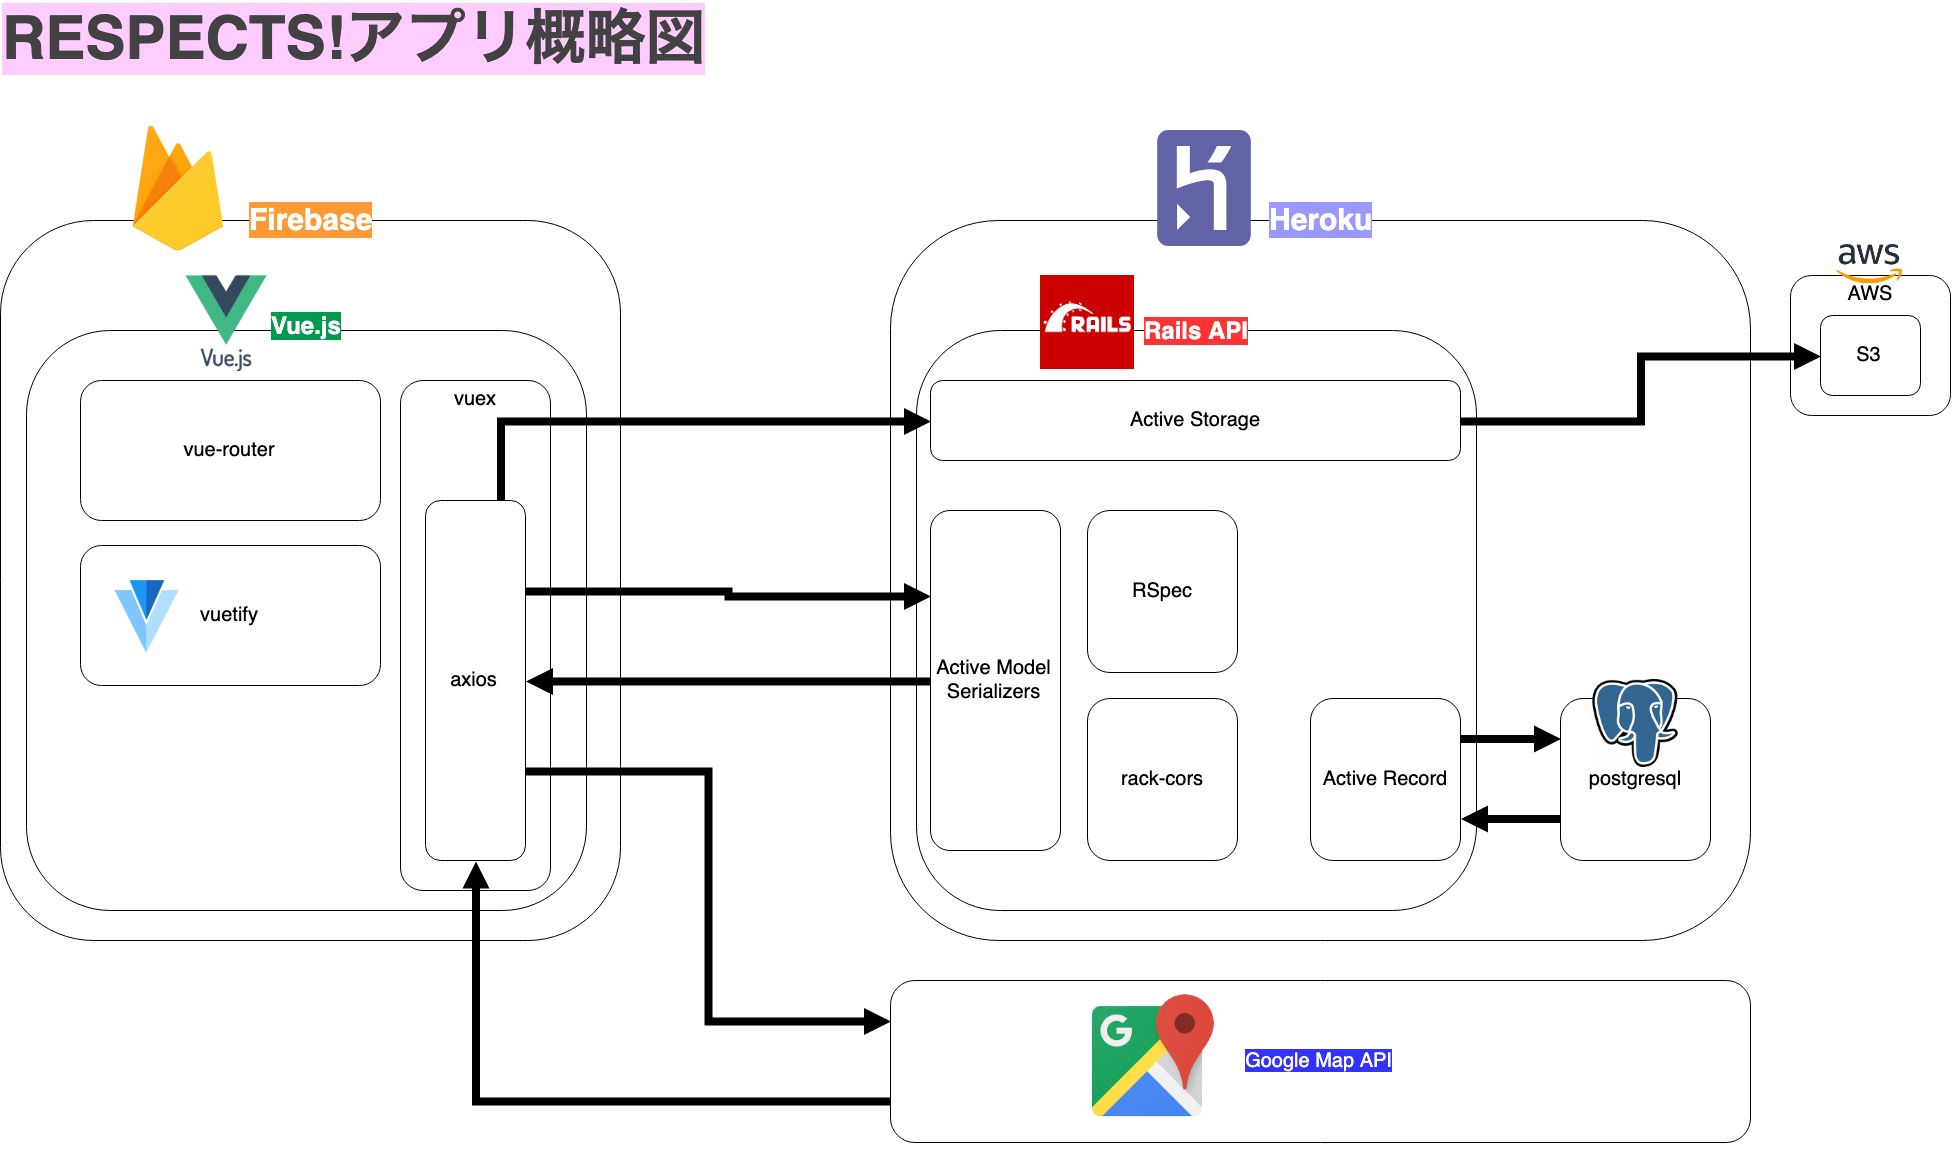 RESPECTS!アプリ概略図
Firebase
Vue.js
Vue.js
vue-router
vuetify
vuex
axios
Heroku
RAILS
Rails API
Active Storage
Active Model
Serializers
RSpec
rack-cors
Active Record
postgresql
aws
AWS
S3
G
Google Map API